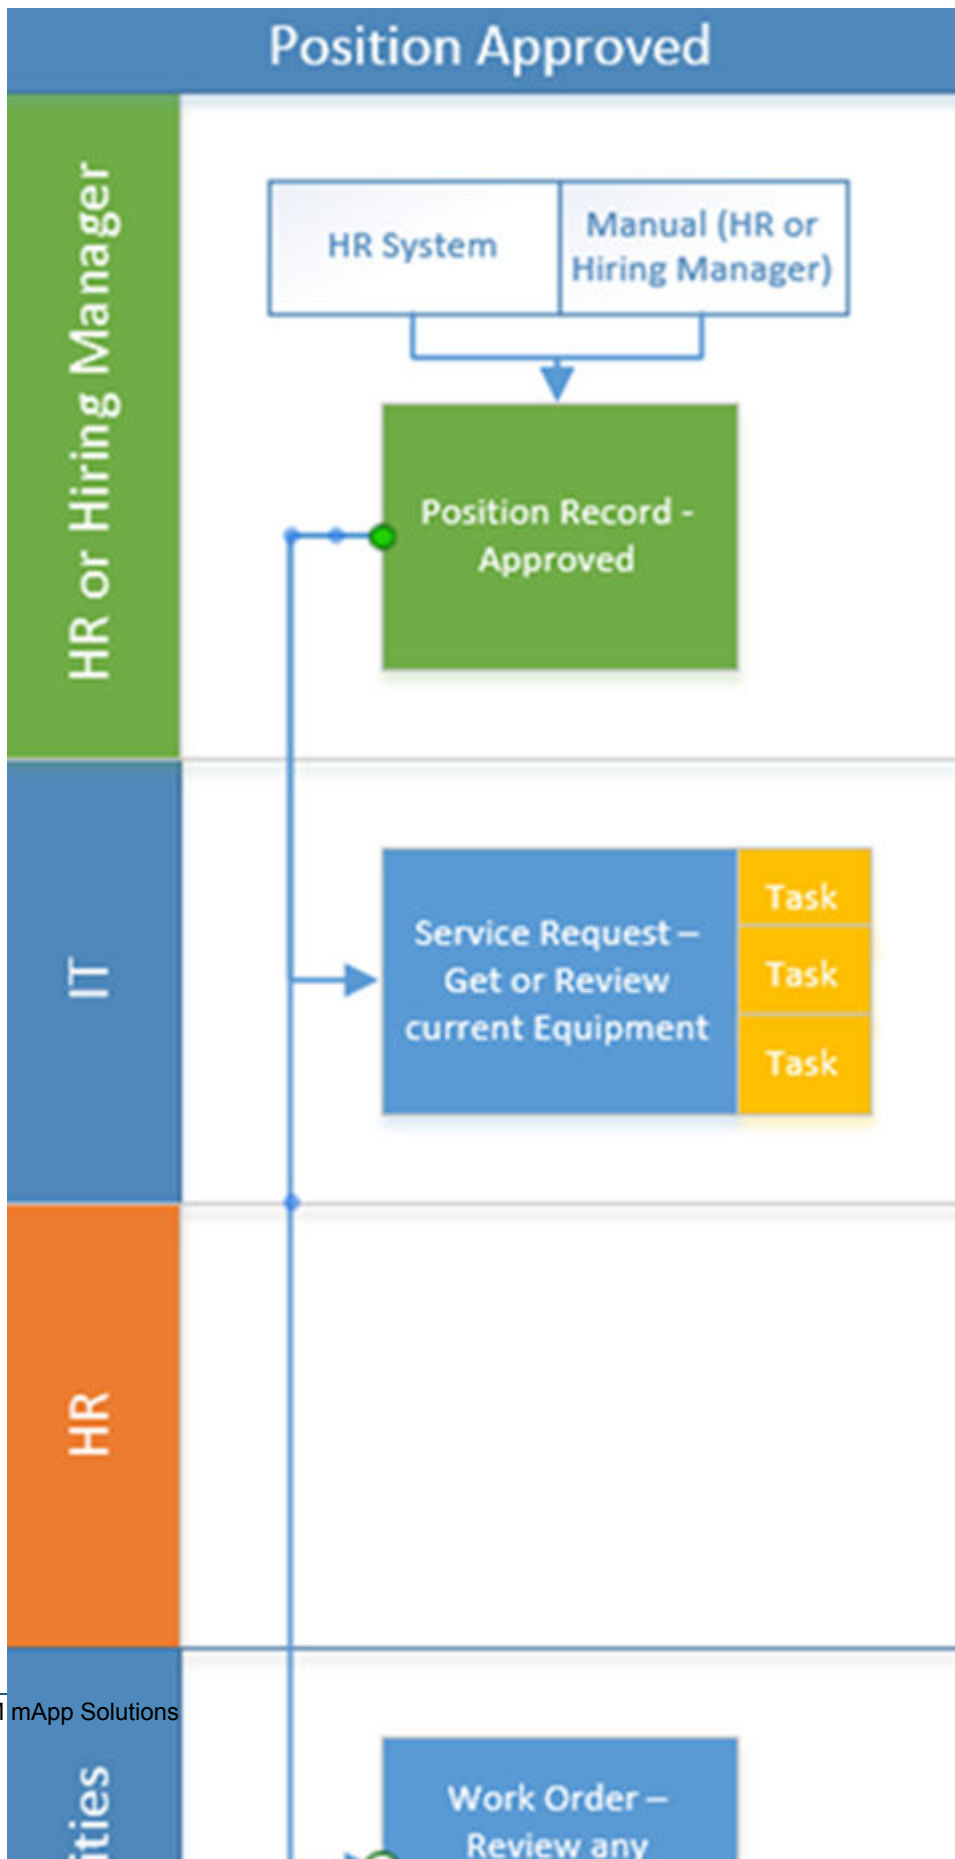 Position Approved
HR or Hiring Manager
HR System
Manual (HR or
Hiring Manager)
Position Record -
Approved
IT
Service Request –
Get or Review
current Equipment
Task
Task
Task
HR
mApp Solutions
ities
Work Order –
Review any